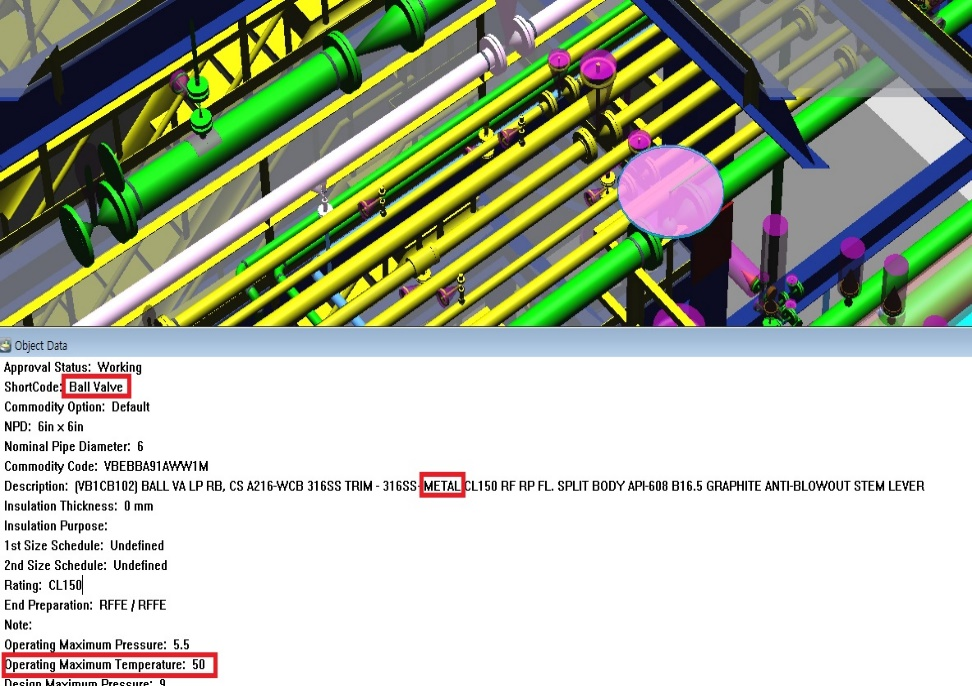 Object Data
Approval Status: Working
ShortCode: Ball Valve
Commodity Option: Default
NPD: 6in x 6in
Nominal Pipe Diameter: 6
Commodity Code: VBEBBA91AWW1M
Description: (VB1CB102) BALL VA LP RB, CS A216-WCB 316SS TRIM - 316SS-METAL CL150 RF RP FL. SPLIT BODY API-608 B16.5 GRAPHITE ANTI-BLOWOUT STEM LEVER
Insulation Thickness: 0 mm
Insulation Purpose:
1st Size Schedule: Undefined
2nd Size Schedule: Undefined
Rating: CL150
End Preparation: RFFE / RFFE
Note:
Operating Maximum Pressure: 5.5
Operating Maximum Temperature: 50
Design Maximum Pressure: 9